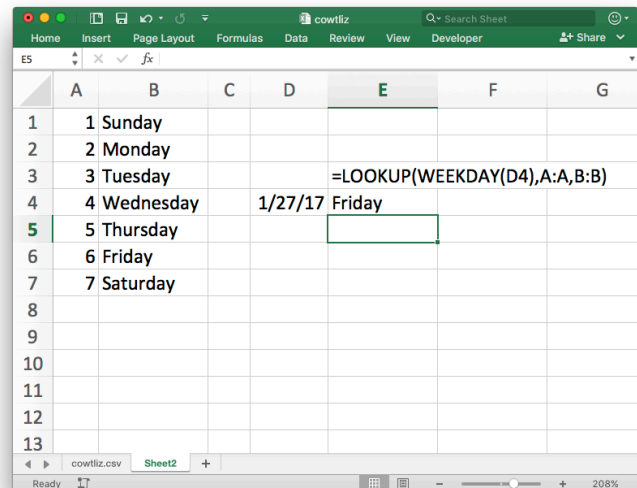 cowtliz
Search Sheet
Home Insert Page Layout Formulas Data Review View Developer Share
E5 fx
A B C D E F G
1 1 Sunday
2 2 Monday
3 3 Tuesday =LOOKUP(WEEKDAY(D4),A:A,B:B)
4 4 Wednesday 1/27/17 Friday
5 5 Thursday
6 6 Friday
7 7 Saturday
8
9
10
11
12
13
cowtliz.csv Sheet2 +
Ready - + 208%